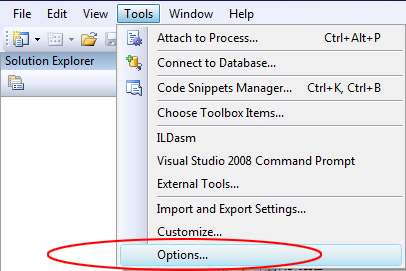 File Edit View Tools Window Help
Attach to Process... Ctrl+Alt+P
Solution Explorer
Connect to Database...
Code Snippets Manager... Ctrl+K, Ctrl+B
Choose Toolbox Items...
ILDasm
Visual Studio 2008 Command Prompt
External Tools...
Import and Export Settings...
Customize...
Options...